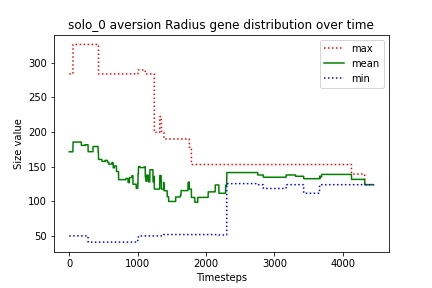 solo_0 aversion Radius gene distribution over time
max
mean
min
Size value
300
250
200
150
100
50
0
1000
2000
3000
4000
Timesteps